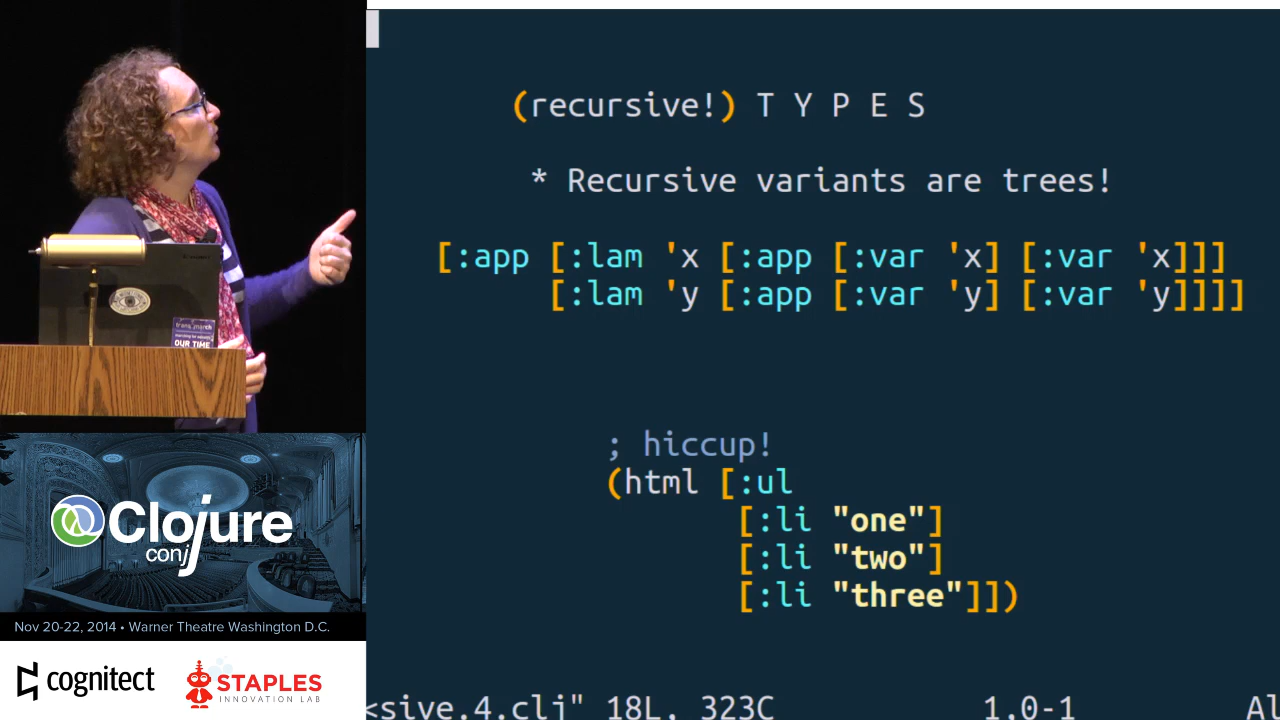 (recursive!) T Y P E S
* Recursive variants are trees!
[:app [:lam 'x [:app [:var 'x] [:var 'x]]]
[:lam 'y [:app [:var 'y] [:var 'y]]]]
; hiccup!
(html [:ul
[:li "one"]
[:li "two"]
[:li "three"]])
<sive.4.clj" 18L, 323C 1,0-1 Al
OUR TIME
Clojure
conj
Nov 20-22, 2014 • Warner Theatre Washington D.C.
cognitect
STAPLES
INNOVATION LAB